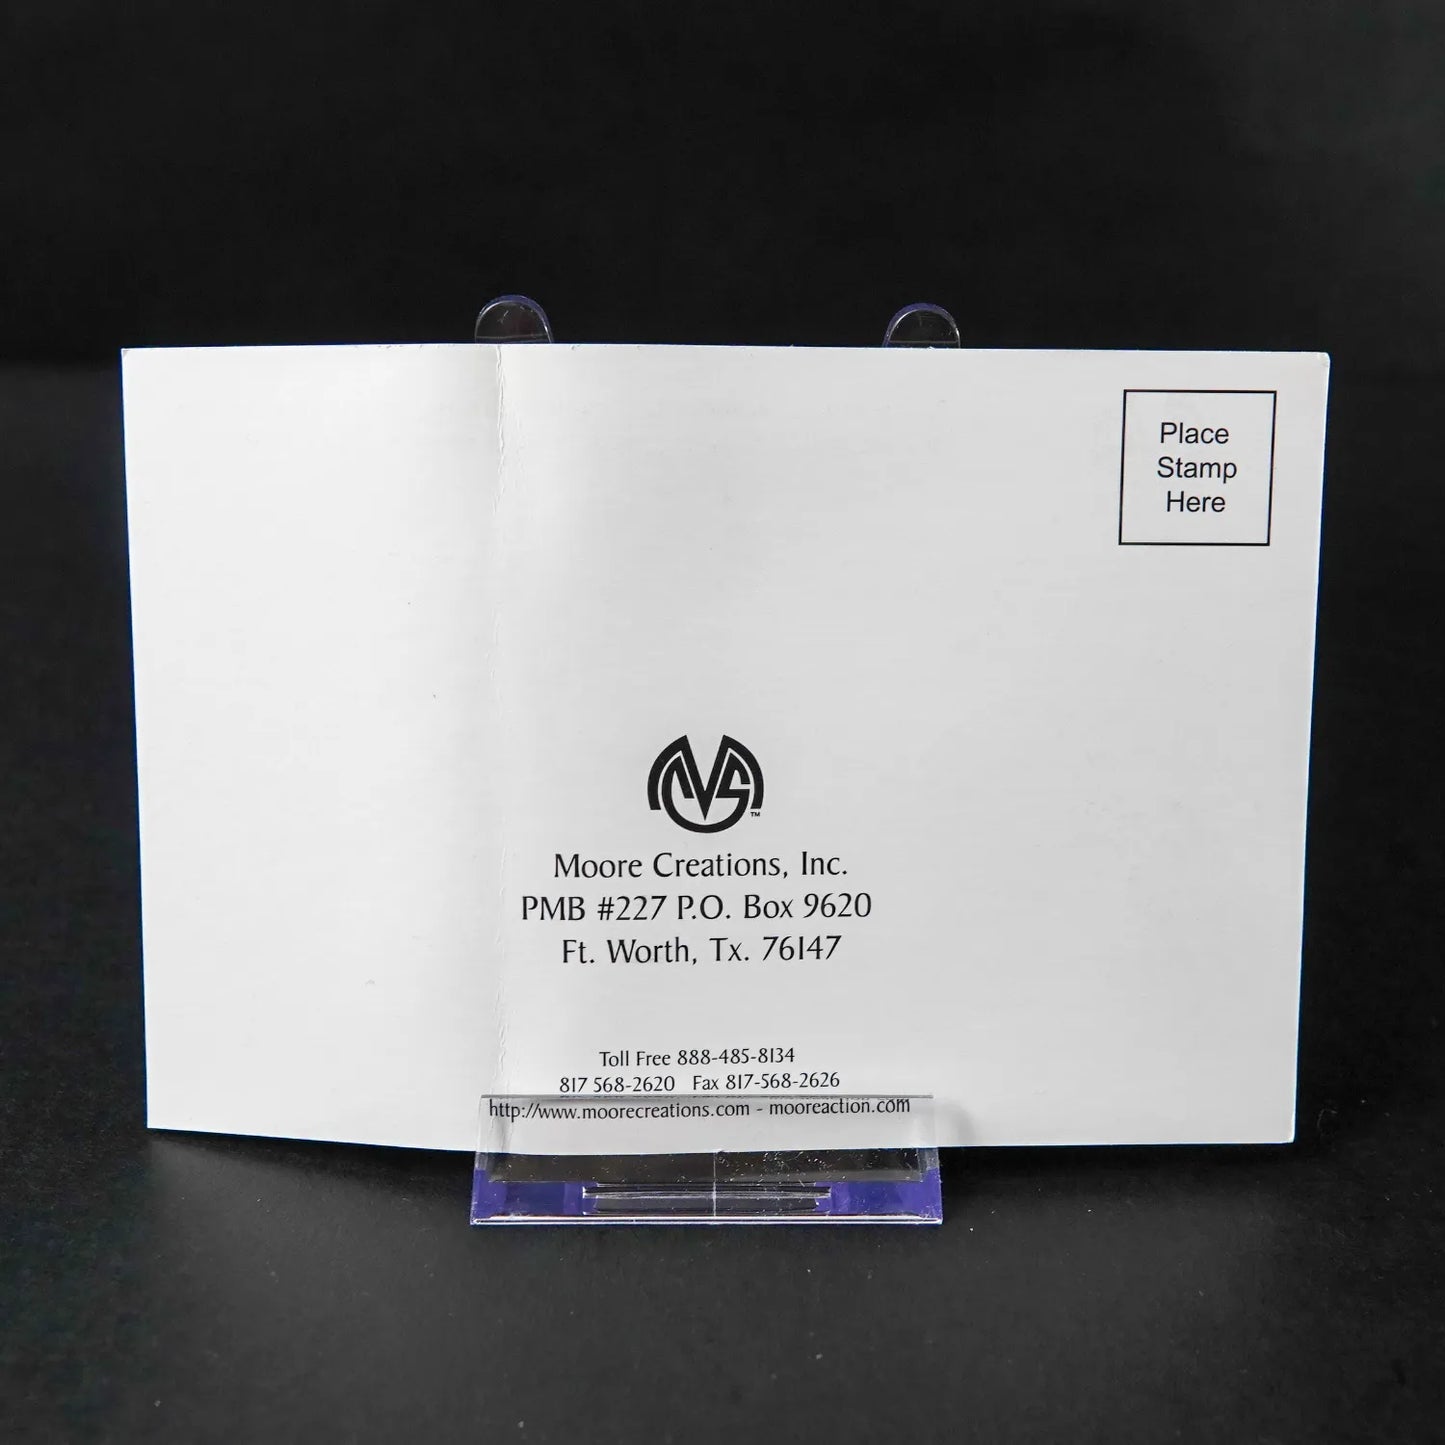 Place
Stamp
Here
MCS™
Moore Creations, Inc.
PMB #227 P.O. Box 9620
Ft. Worth, Tx. 76147
Toll Free 888-485-8134
817 568-2620 Fax 817-568-2626
http://www.moorecreations.com - mooreaction.com